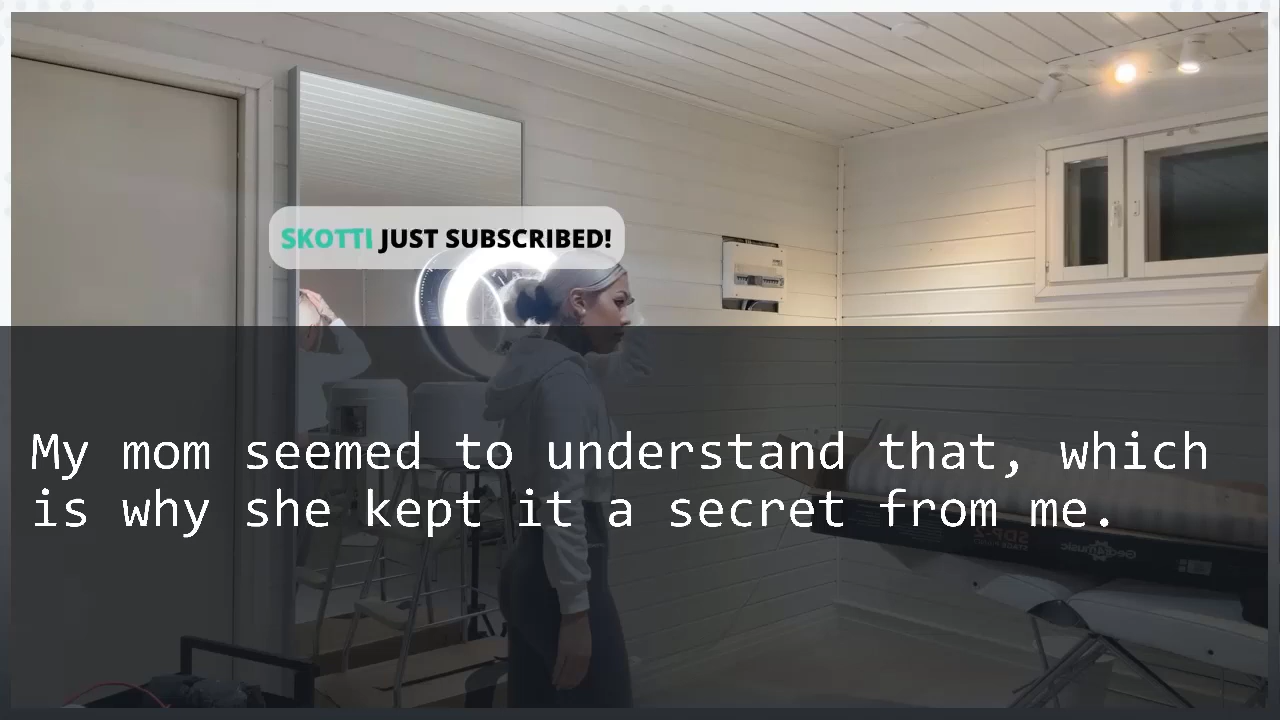 SKOTTI JUST SUBSCRIBED!
My mom seemed to understand that, which
is why she kept it a secret from me.